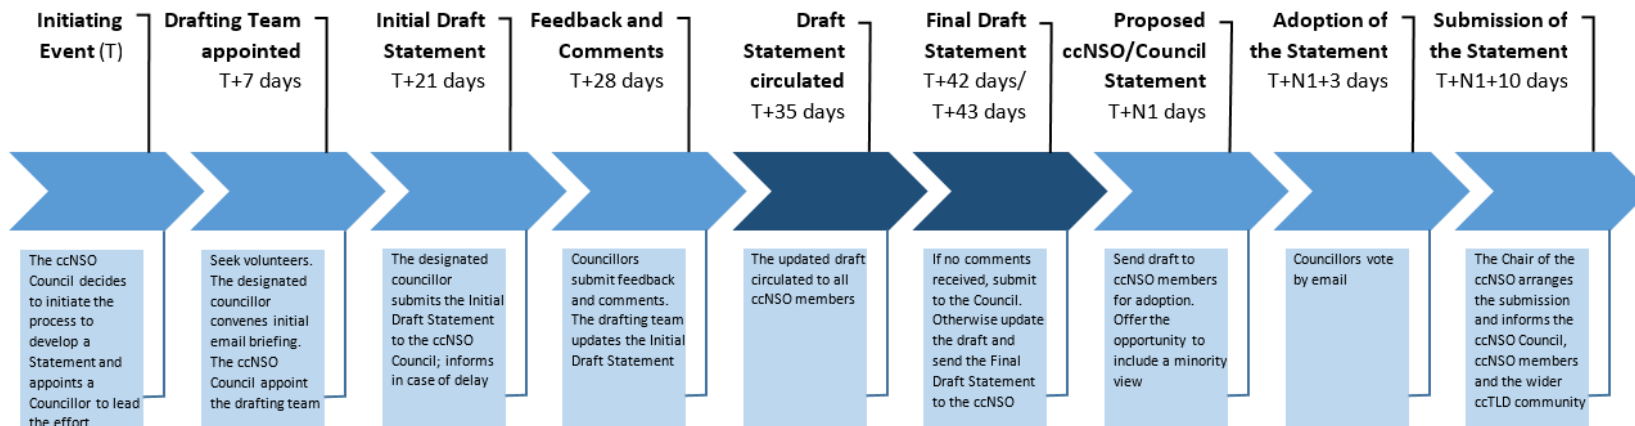 Initiating
Event (T)
Drafting Team
appointed
T+7 days
Initial Draft
Statement
T+21 days
Feedback and
Comments
T+28 days
Draft
Statement
circulated
T+35 days
Final Draft
Statement
T+42 days/
T+43 days
Proposed
ccNSO/Council
Statement
T+N1 days
Adoption of
the Statement
T+N1+3 days
Submission of
the Statement
T+N1+10 days
The ccNSO
Council decides
to initiate the
process to
develop a
Statement and
appoints a
Councillor to lead
the effort
Seek volunteers.
The designated
councillor
convenes initial
email briefing.
The ccNSO
Council appoint
the drafting team
The designated
councillor
submits the Initial
Draft Statement
to the ccNSO
Council; informs
in case of delay
Councillors
submit feedback
and comments.
The drafting team
updates the Initial
Draft Statement
The updated draft
circulated to all
ccNSO members
If no comments
received, submit
to the Council.
Otherwise update
the draft and
send the Final
Draft Statement
to the ccNSO
Send draft to
ccNSO members
for adoption.
Offer the
opportunity to
include a minority
view
Councillors vote
by email
The Chair of the
ccNSO arranges
the submission
and informs the
ccNSO Council,
ccNSO members
and the wider
ccTLD community